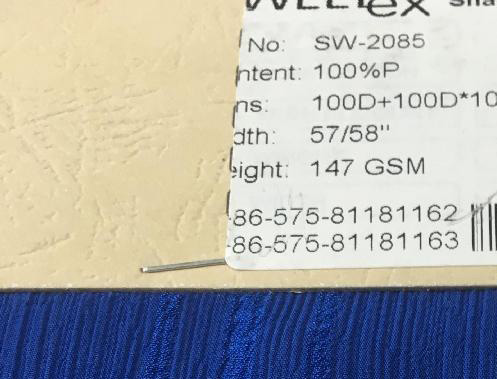 No: SW-2085
ntent: 100%P
ns: 100D+100D*10
dth: 57/58"
eight: 147 GSM
86-575-81181162
-86-575-81181163